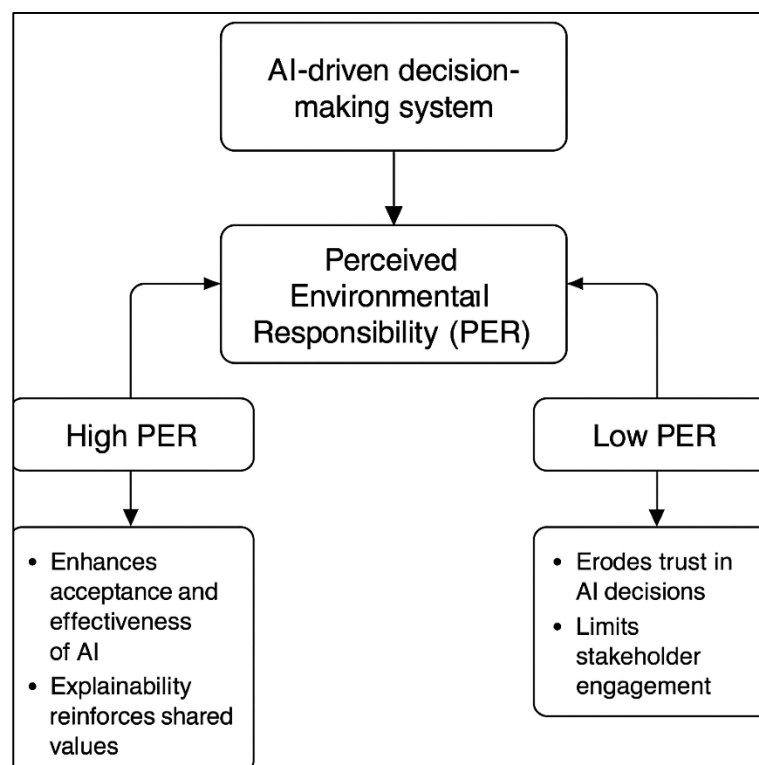 AI-driven decision-
making system
Perceived
Environmental
Responsibility (PER)
High PER
Low PER
• Enhances
acceptance and
effectiveness
of AI
• Explainability
reinforces shared
values
• Erodes trust in
AI decisions
• Limits
stakeholder
engagement